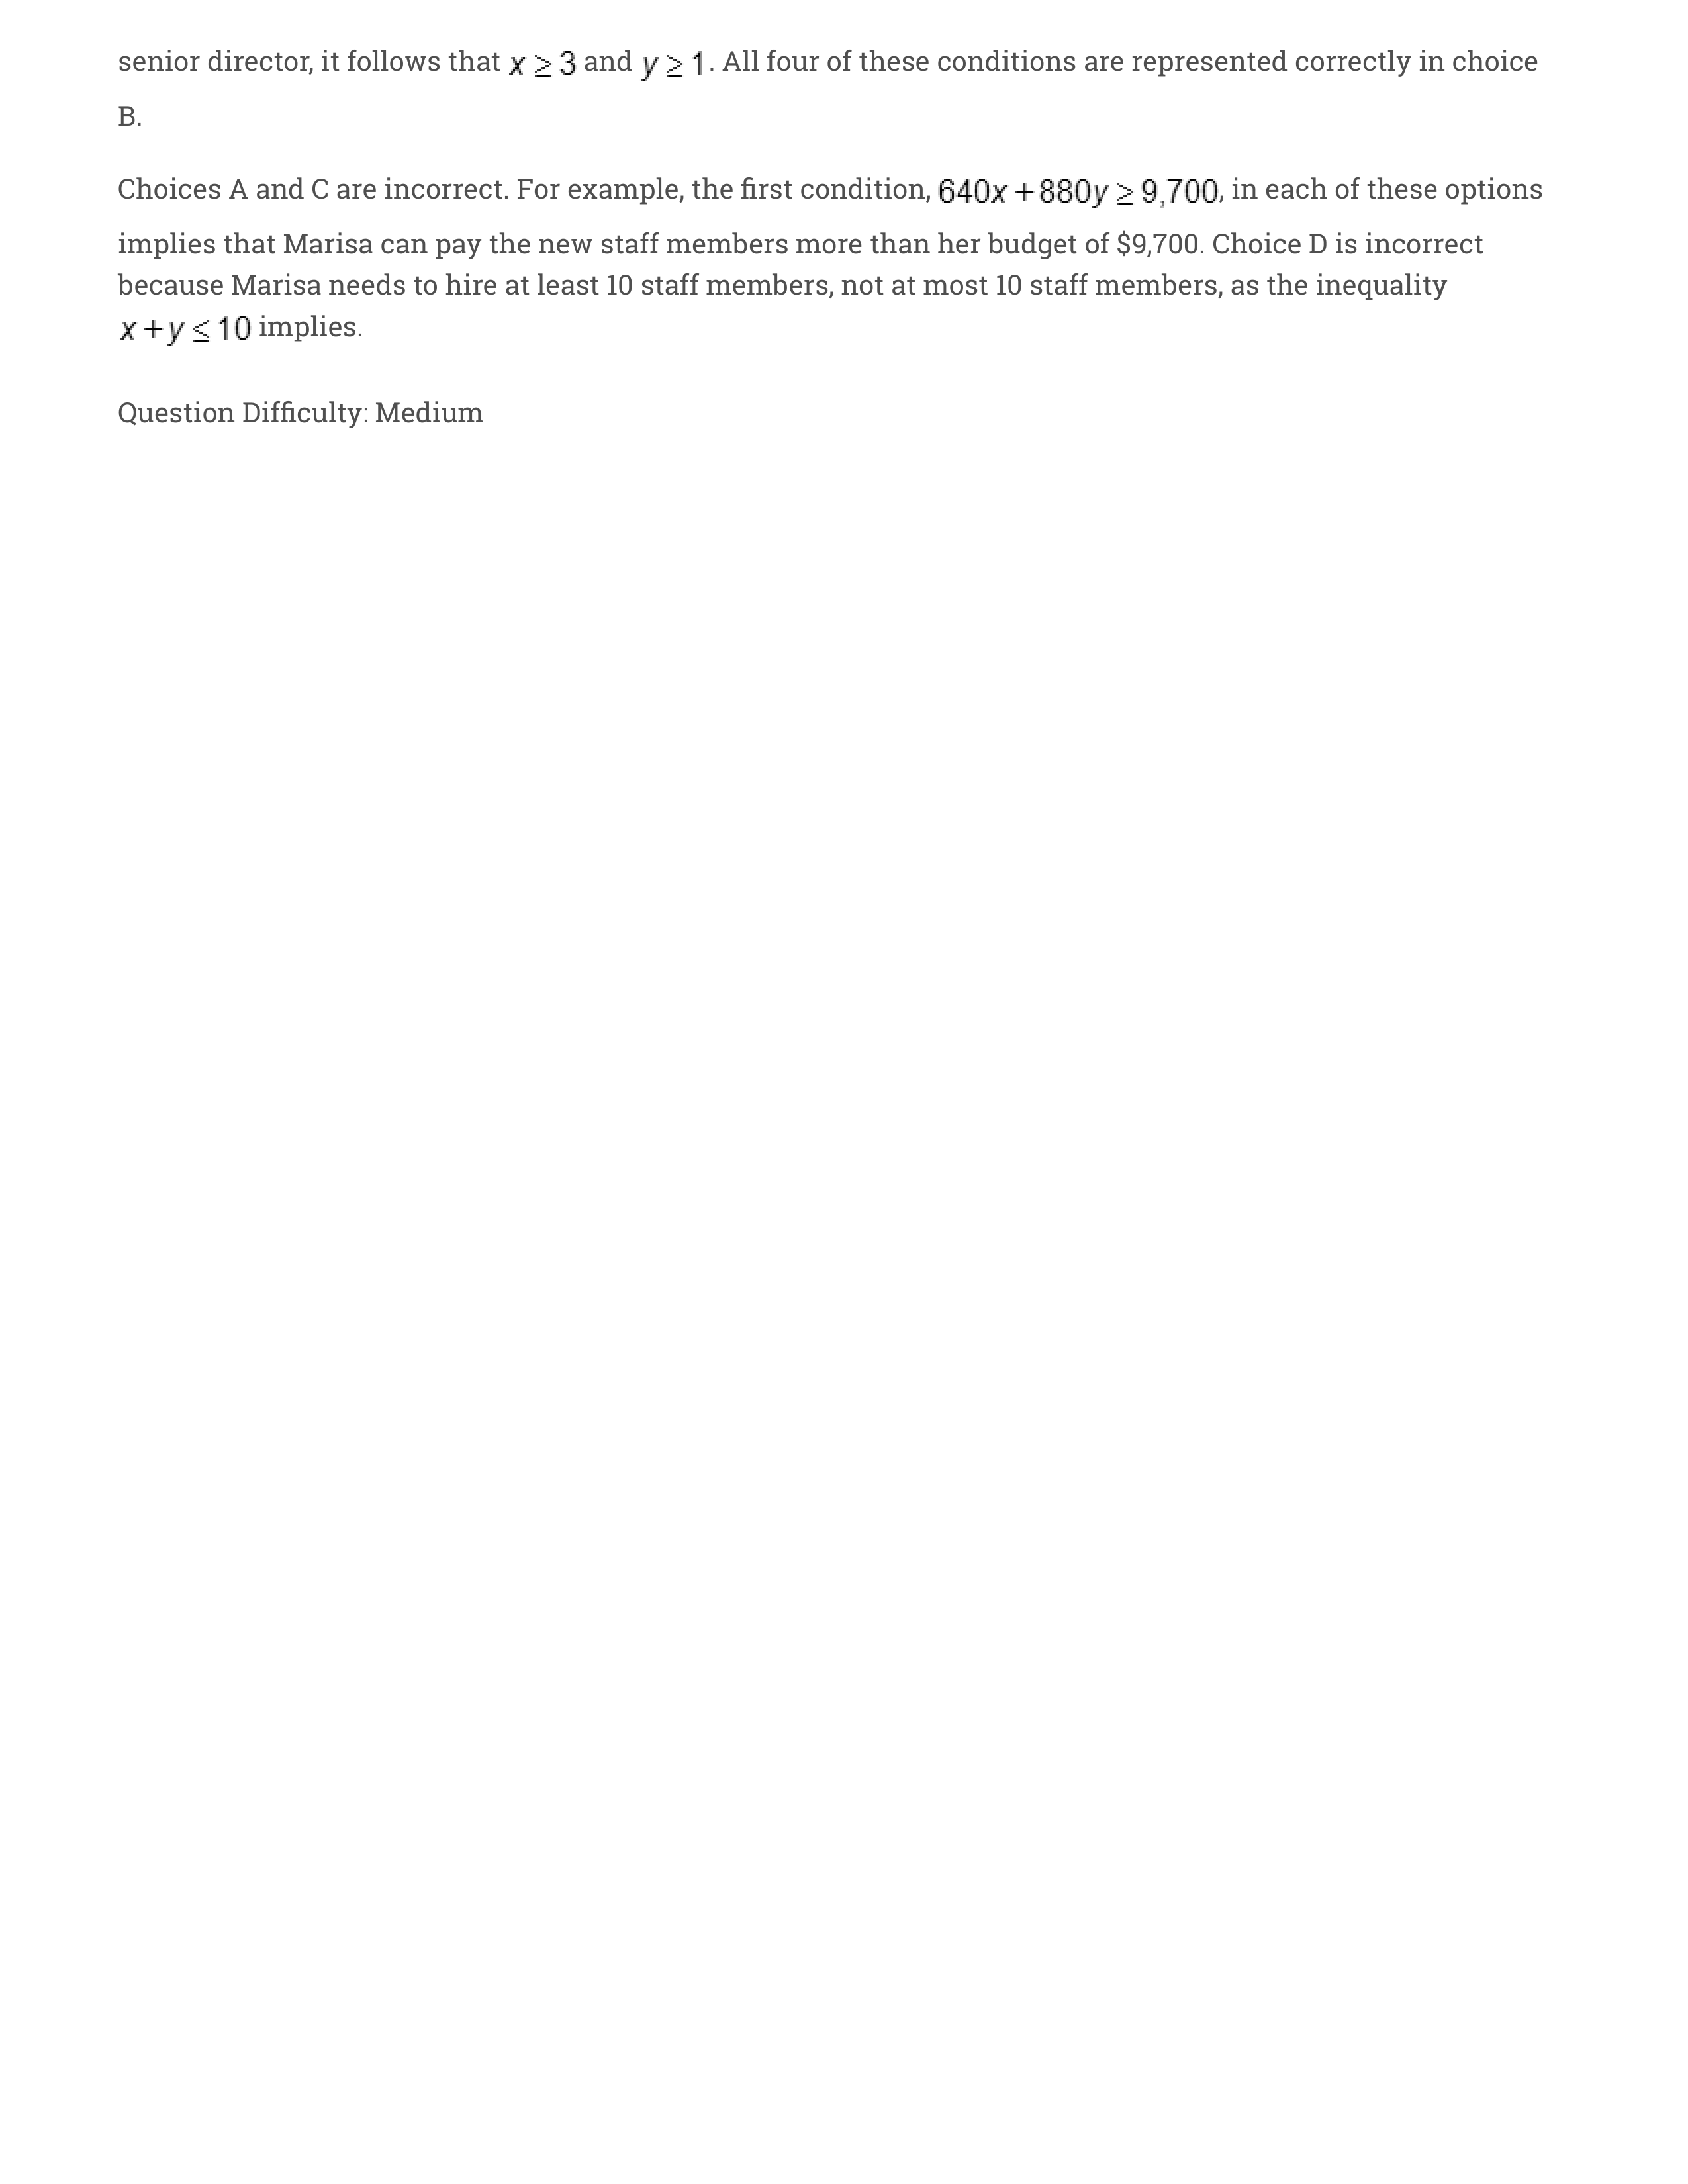 senior director, it follows that x ≥ 3 and y ≥ 1. All four of these conditions are represented correctly in choice
B.
Choices A and C are incorrect. For example, the first condition, 640x + 880y ≥ 9,700, in each of these options
implies that Marisa can pay the new staff members more than her budget of $9,700. Choice D is incorrect
because Marisa needs to hire at least 10 staff members, not at most 10 staff members, as the inequality
x + y ≤ 10 implies.
Question Difficulty: Medium